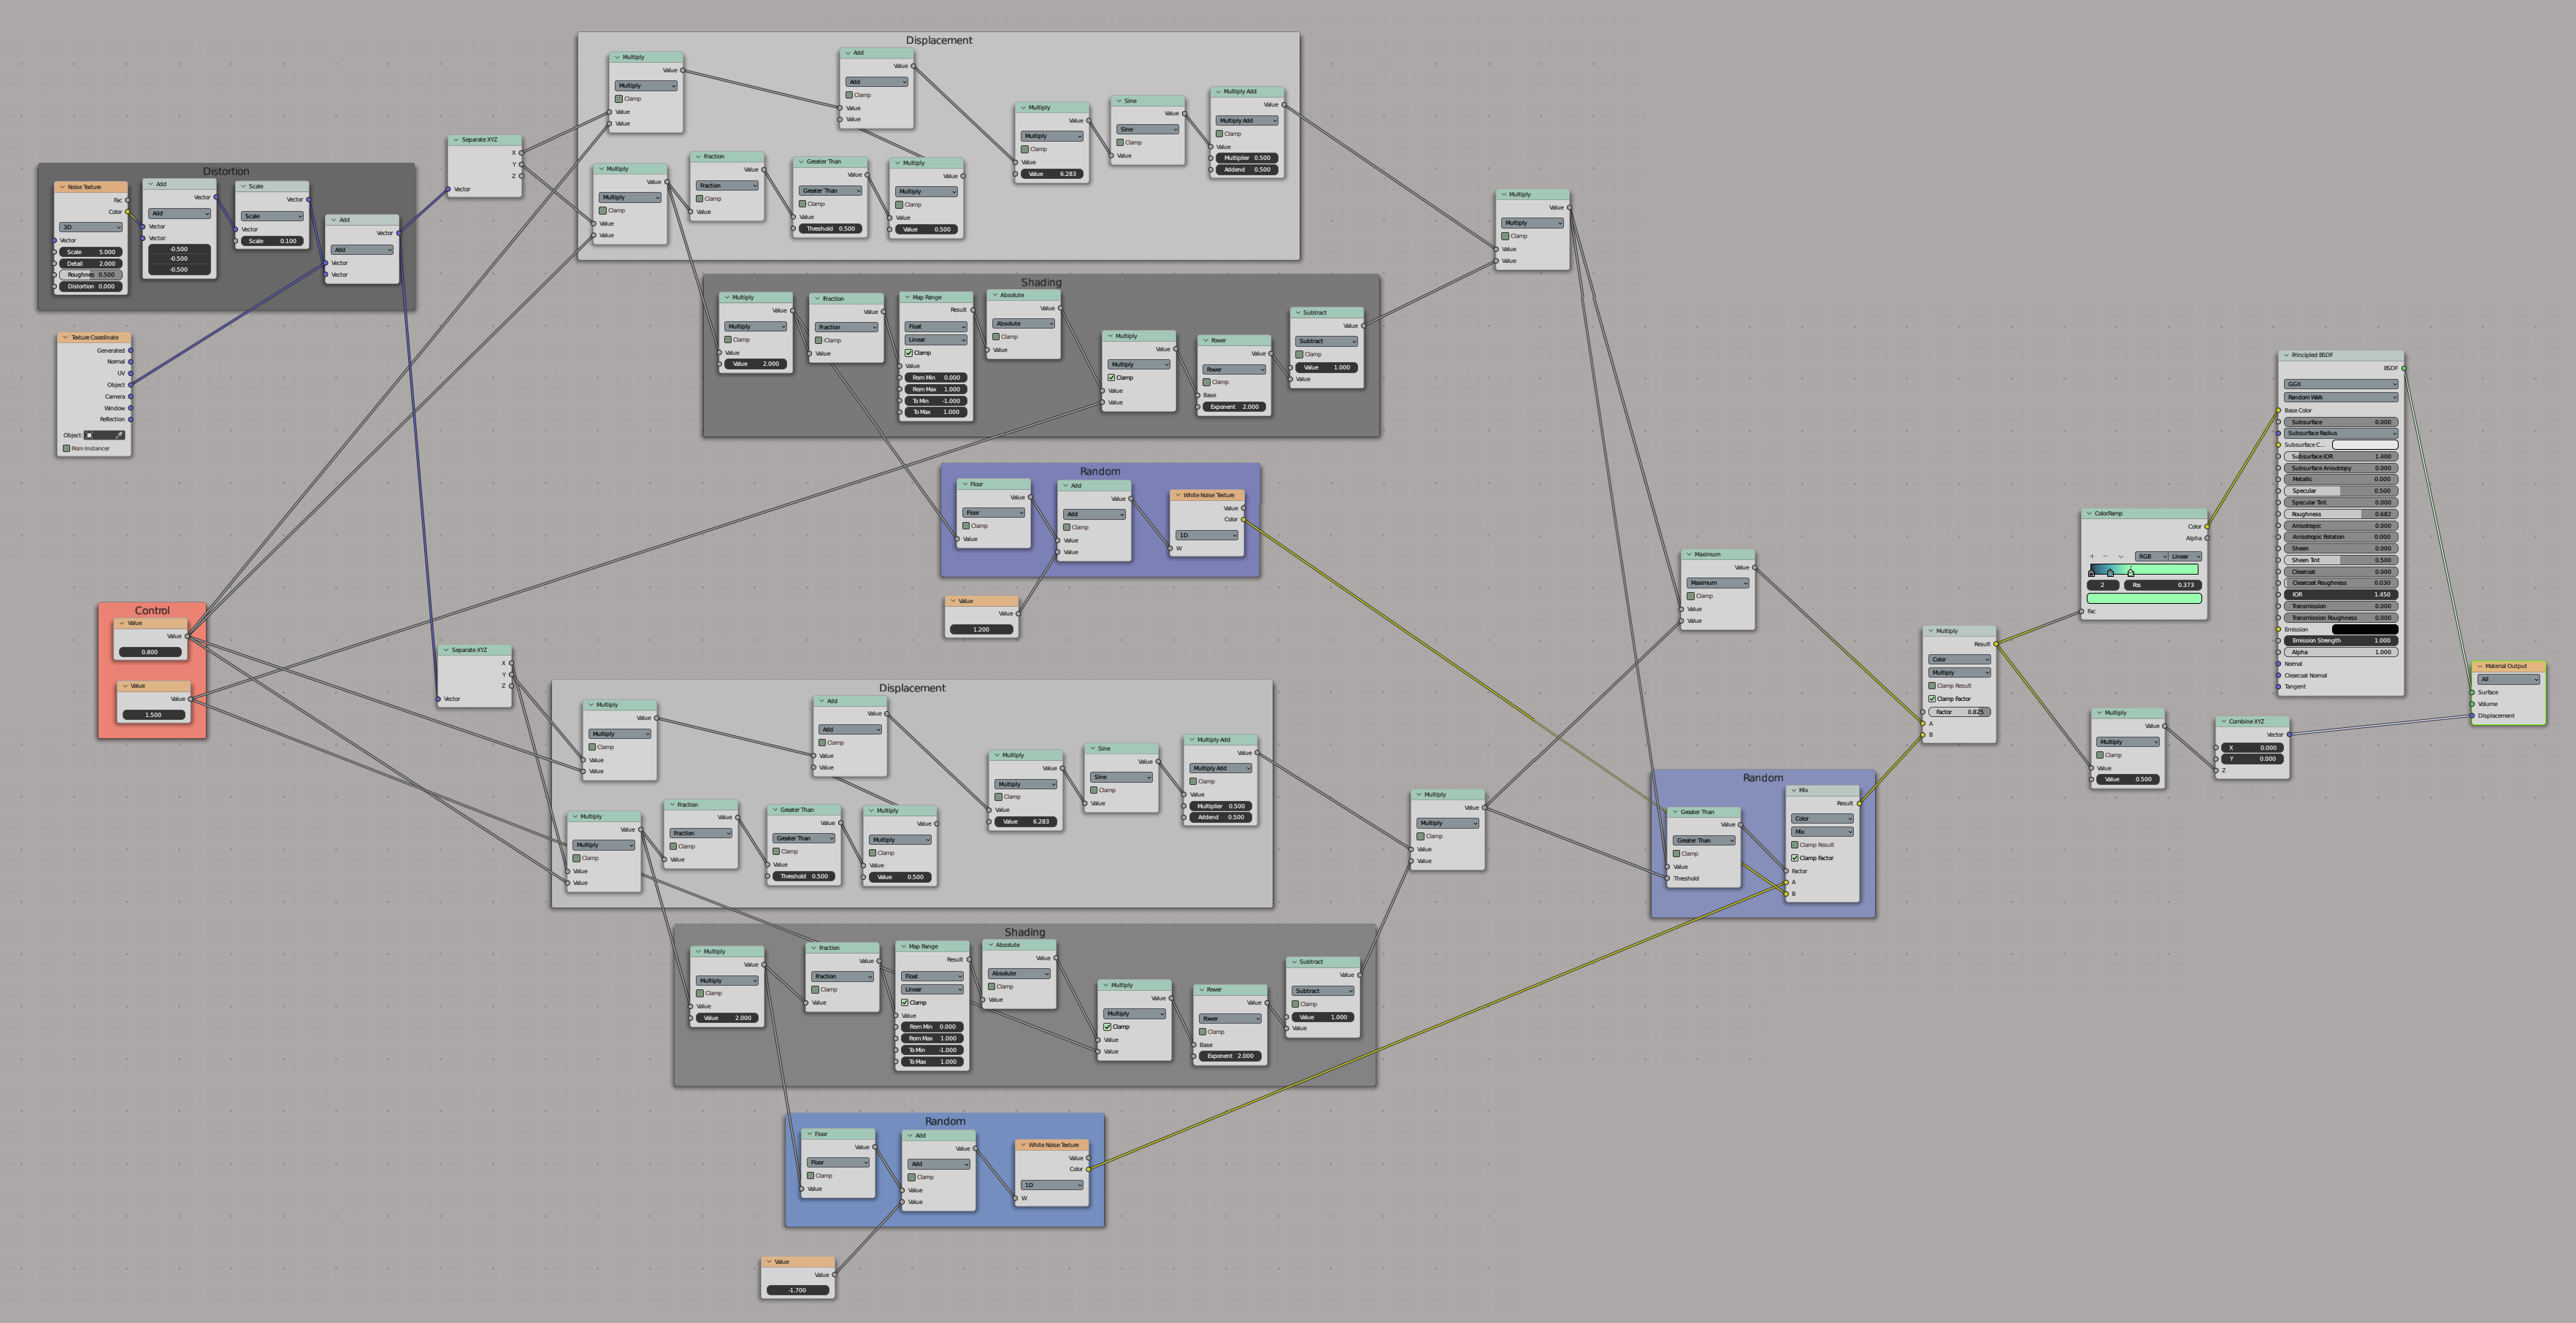 Distortion
Noise Texture
Fac
Color
3D
Vector
Scale 5.000
Detail 2.000
Roughnes 0.500
Distortion 0.000
Add
Vector
Add
Vector
Vector
-0.500
-0.500
-0.500
Scale
Vector
Scale
Vector
Scale 0.100
Add
Vector
Add
Vector
Vector
Texture Coordinate
Generated
Normal
UV
Object
Camera
Window
Reflection
Object:
From Instancer
Control
Value
Value
0.800
Value
Value
1.500
Separate XYZ
X
Y
Z
Vector
Displacement
Multiply
Value
Multiply
Clamp
Value
Value
Add
Value
Add
Clamp
Value
Value
Multiply
Value
Multiply
Clamp
Value
Value
Fraction
Value
Fraction
Clamp
Value
Greater Than
Value
Greater Than
Clamp
Value
Threshold 0.500
Multiply
Value
Multiply
Clamp
Value
Value 0.500
Multiply
Value
Multiply
Clamp
Value
Value 6.283
Sine
Value
Sine
Clamp
Value
Multiply Add
Value
Multiply Add
Clamp
Value
Multiplier 0.500
Addend 0.500
Shading
Multiply
Value
Multiply
Clamp
Value
Value 2.000
Fraction
Value
Fraction
Clamp
Value
Map Range
Result
Float
Linear
Clamp
Value
From Min 0.000
From Max 1.000
To Min -1.000
To Max 1.000
Absolute
Value
Absolute
Clamp
Value
Multiply
Value
Multiply
Clamp
Value
Value
Power
Value
Power
Clamp
Base
Exponent 2.000
Subtract
Value
Subtract
Clamp
Value 1.000
Value
Random
Floor
Value
Floor
Clamp
Value
Add
Value
Add
Clamp
Value
Value
White Noise Texture
Value
Color
1D
W
Value
Value
1.200
Multiply
Value
Multiply
Clamp
Value
Value
Separate XYZ
X
Y
Z
Vector
Displacement
Multiply
Value
Multiply
Clamp
Value
Value
Add
Value
Add
Clamp
Value
Value
Multiply
Value
Multiply
Clamp
Value
Value
Fraction
Value
Fraction
Clamp
Value
Greater Than
Value
Greater Than
Clamp
Value
Threshold 0.500
Multiply
Value
Multiply
Clamp
Value
Value 0.500
Multiply
Value
Multiply
Clamp
Value
Value 6.283
Sine
Value
Sine
Clamp
Value
Multiply Add
Value
Multiply Add
Clamp
Value
Multiplier 0.500
Addend 0.500
Shading
Multiply
Value
Multiply
Clamp
Value
Value 2.000
Fraction
Value
Fraction
Clamp
Value
Map Range
Result
Float
Linear
Clamp
Value
From Min 0.000
From Max 1.000
To Min -1.000
To Max 1.000
Absolute
Value
Absolute
Clamp
Value
Multiply
Value
Multiply
Clamp
Value
Value
Power
Value
Power
Clamp
Base
Exponent 2.000
Subtract
Value
Subtract
Clamp
Value 1.000
Value
Random
Floor
Value
Floor
Clamp
Value
Add
Value
Add
Clamp
Value
Value
White Noise Texture
Value
Color
1D
W
Value
Value
-1.700
Multiply
Value
Multiply
Clamp
Value
Value
Maximum
Value
Maximum
Clamp
Value
Value
Random
Greater Than
Value
Greater Than
Clamp
Value
Threshold
Mix
Result
Color
Mix
Clamp Result
Clamp Factor
Factor
A
B
Multiply
Result
Color
Multiply
Clamp Result
Clamp Factor
Factor 0.825
A
B
ColorRamp
Color
Alpha
RGB Linear
2 Pos 0.373
Fac
Multiply
Value
Multiply
Clamp
Value
Value 0.500
Combine XYZ
Vector
X 0.000
Y 0.000
Z
Principled BSDF
BSDF
GGX
Random Walk
Base Color
Subsurface 0.000
Subsurface Radius
Subsurface C...
Subsurface IOR 1.400
Subsurface Anisotropy 0.000
Metallic 0.000
Specular 0.500
Specular Tint 0.000
Roughness 0.682
Anisotropic 0.000
Anisotropic Rotation 0.000
Sheen 0.000
Sheen Tint 0.500
Clearcoat 0.000
Clearcoat Roughness 0.030
IOR 1.450
Transmission 0.000
Transmission Roughness 0.000
Emission
Emission Strength 1.000
Alpha 1.000
Normal
Clearcoat Normal
Tangent
Material Output
All
Surface
Volume
Displacement